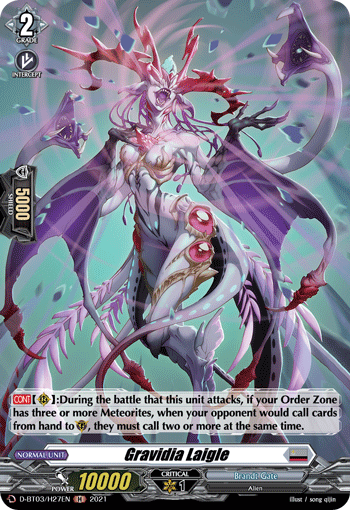 2
GRADE
INTERCEPT
5000
SHIELD
CONT【 】:During the battle that this unit attacks, if your Order Zone
has three or more Meteorites, when your opponent would call cards
from hand to , they must call two or more at the same time.
NORMAL UNIT
Gravidia Laigle
POWER 10000
CRITICAL
1
Brandt Gate
Alien
D-BT03/H27EN H 2021
illust / song qijin